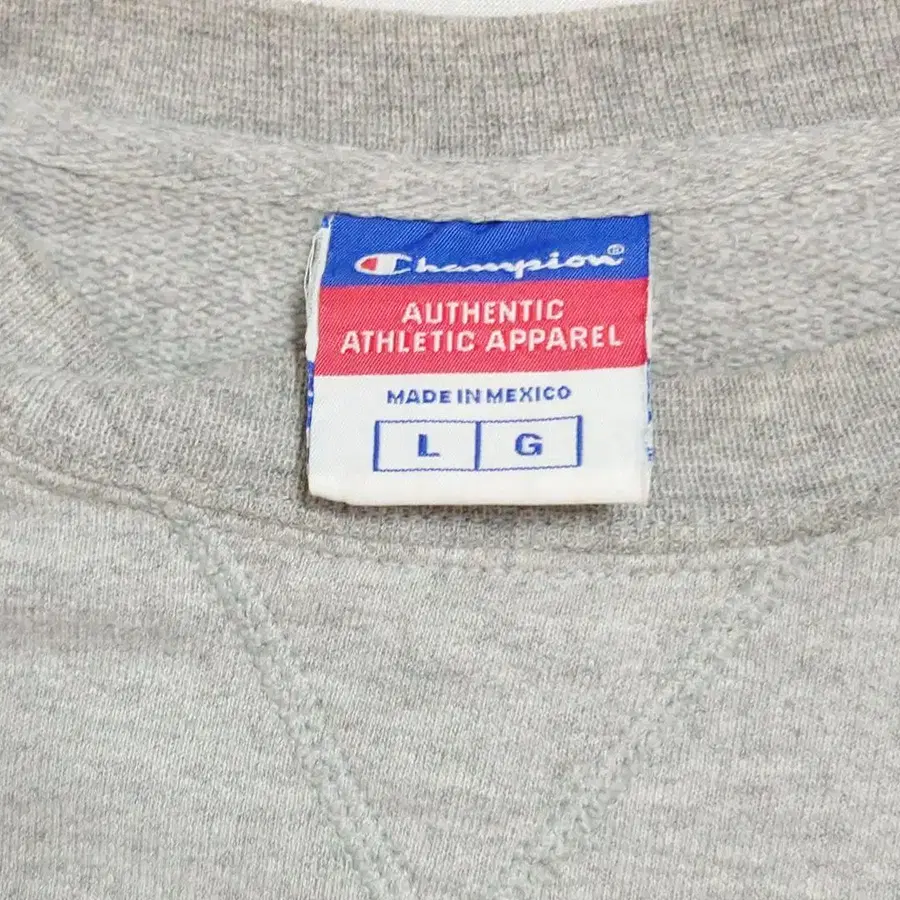 Champion®
AUTHENTIC
ATHLETIC APPAREL
MADE IN MEXICO
L G